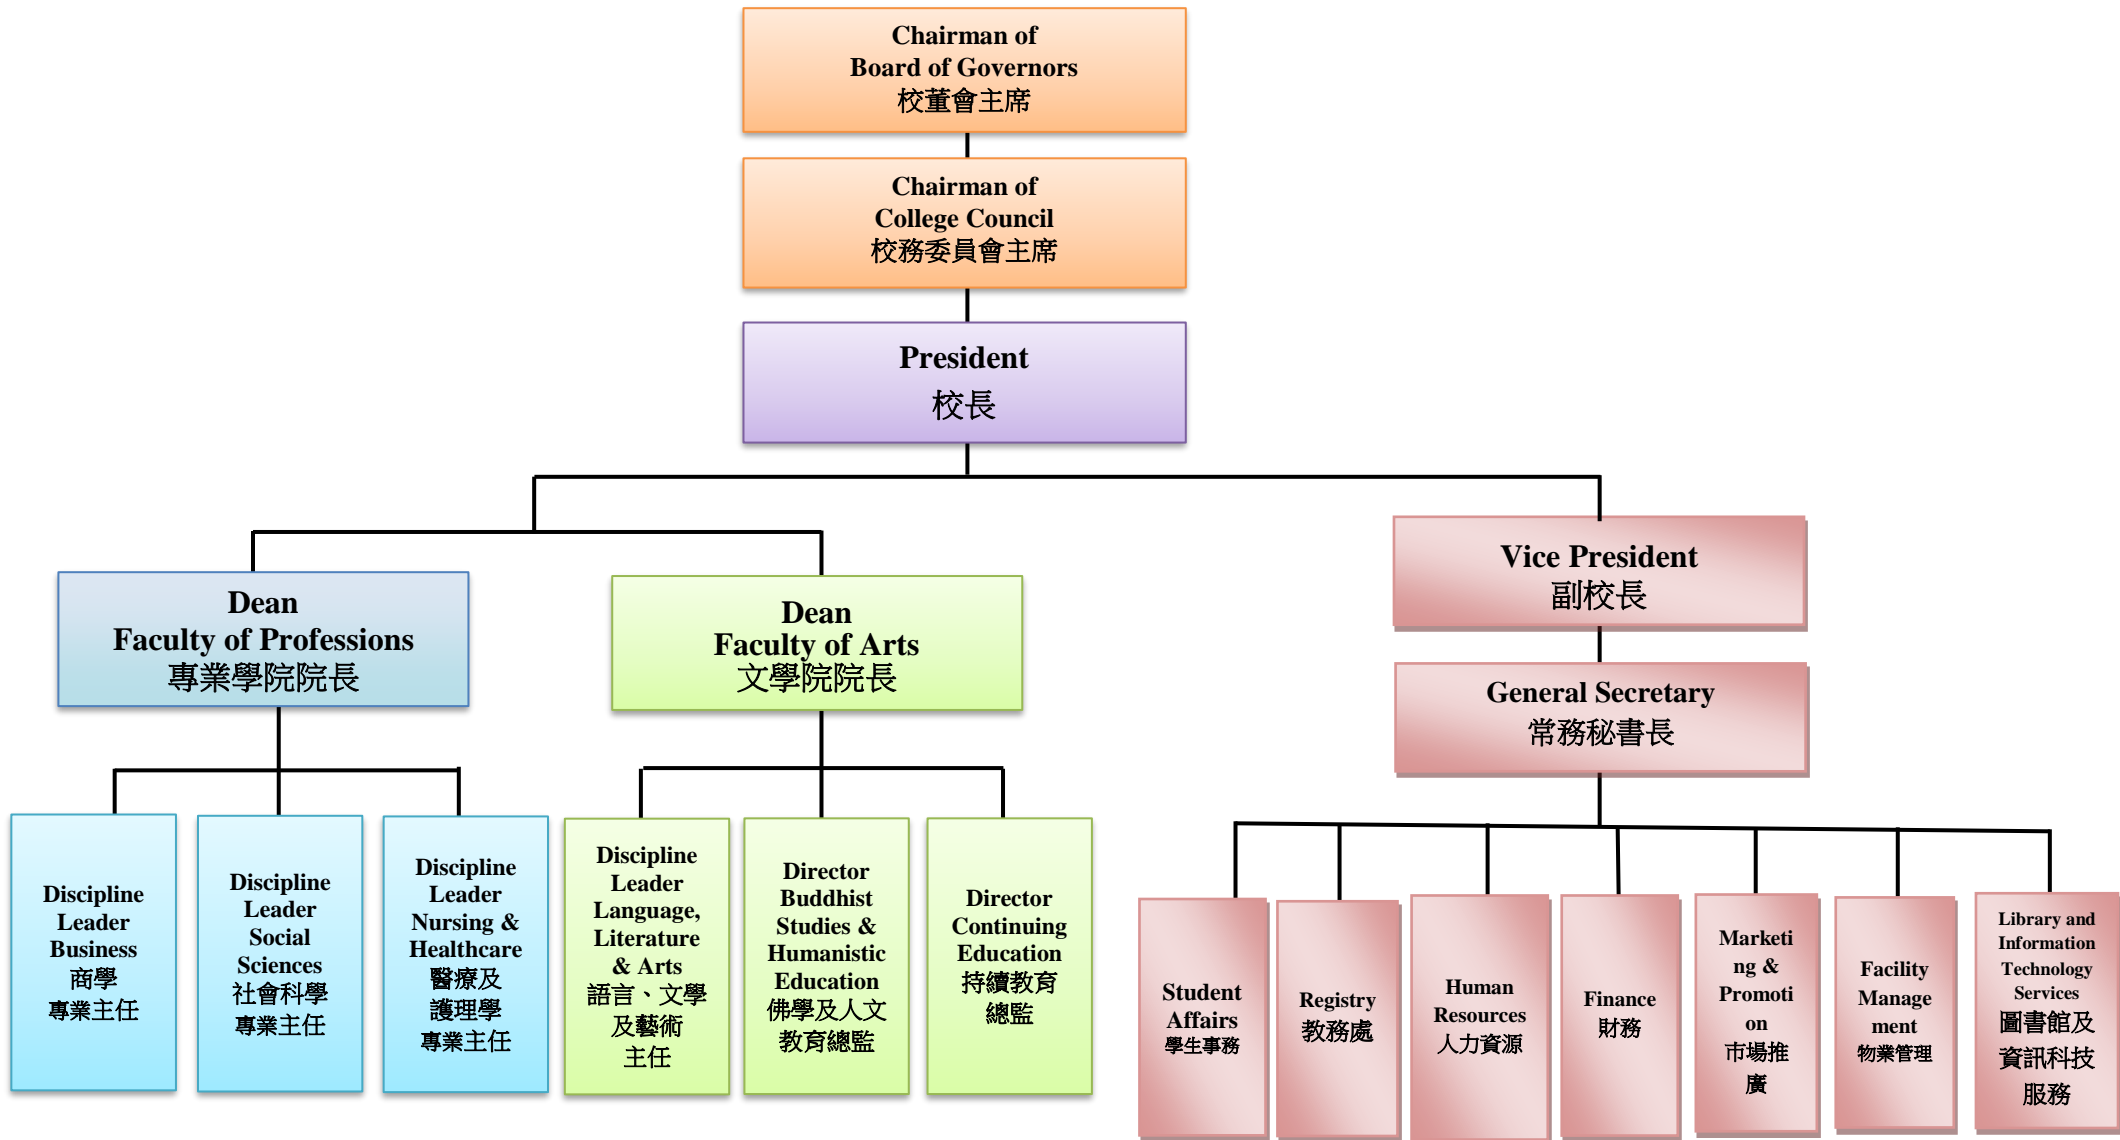 Chairman of
Board of Governors
校董會主席
Chairman of
College Council
校務委員會主席
President
校長
Dean
Faculty of Professions
專業學院院長
Dean
Faculty of Arts
文學院院長
Vice President
副校長
General Secretary
常務秘書長
Discipline
Leader
Business
商學
專業主任
Discipline
Leader
Social
Sciences
社會科學
專業主任
Discipline
Leader
Nursing &
Healthcare
醫療及
護理學
專業主任
Discipline
Leader
Language,
Literature
& Arts
語言、文學
及藝術
主任
Director
Buddhist
Studies &
Humanistic
Education
佛學及人文
教育總監
Director
Continuing
Education
持續教育
總監
Student
Affairs
學生事務
Registry
教務處
Human
Resources
人力資源
Finance
財務
Marketi
ng &
Promoti
on
市場推
廣
Facility
Manage
ment
物業管理
Library and
Information
Technology
Services
圖書館及
資訊科技
服務